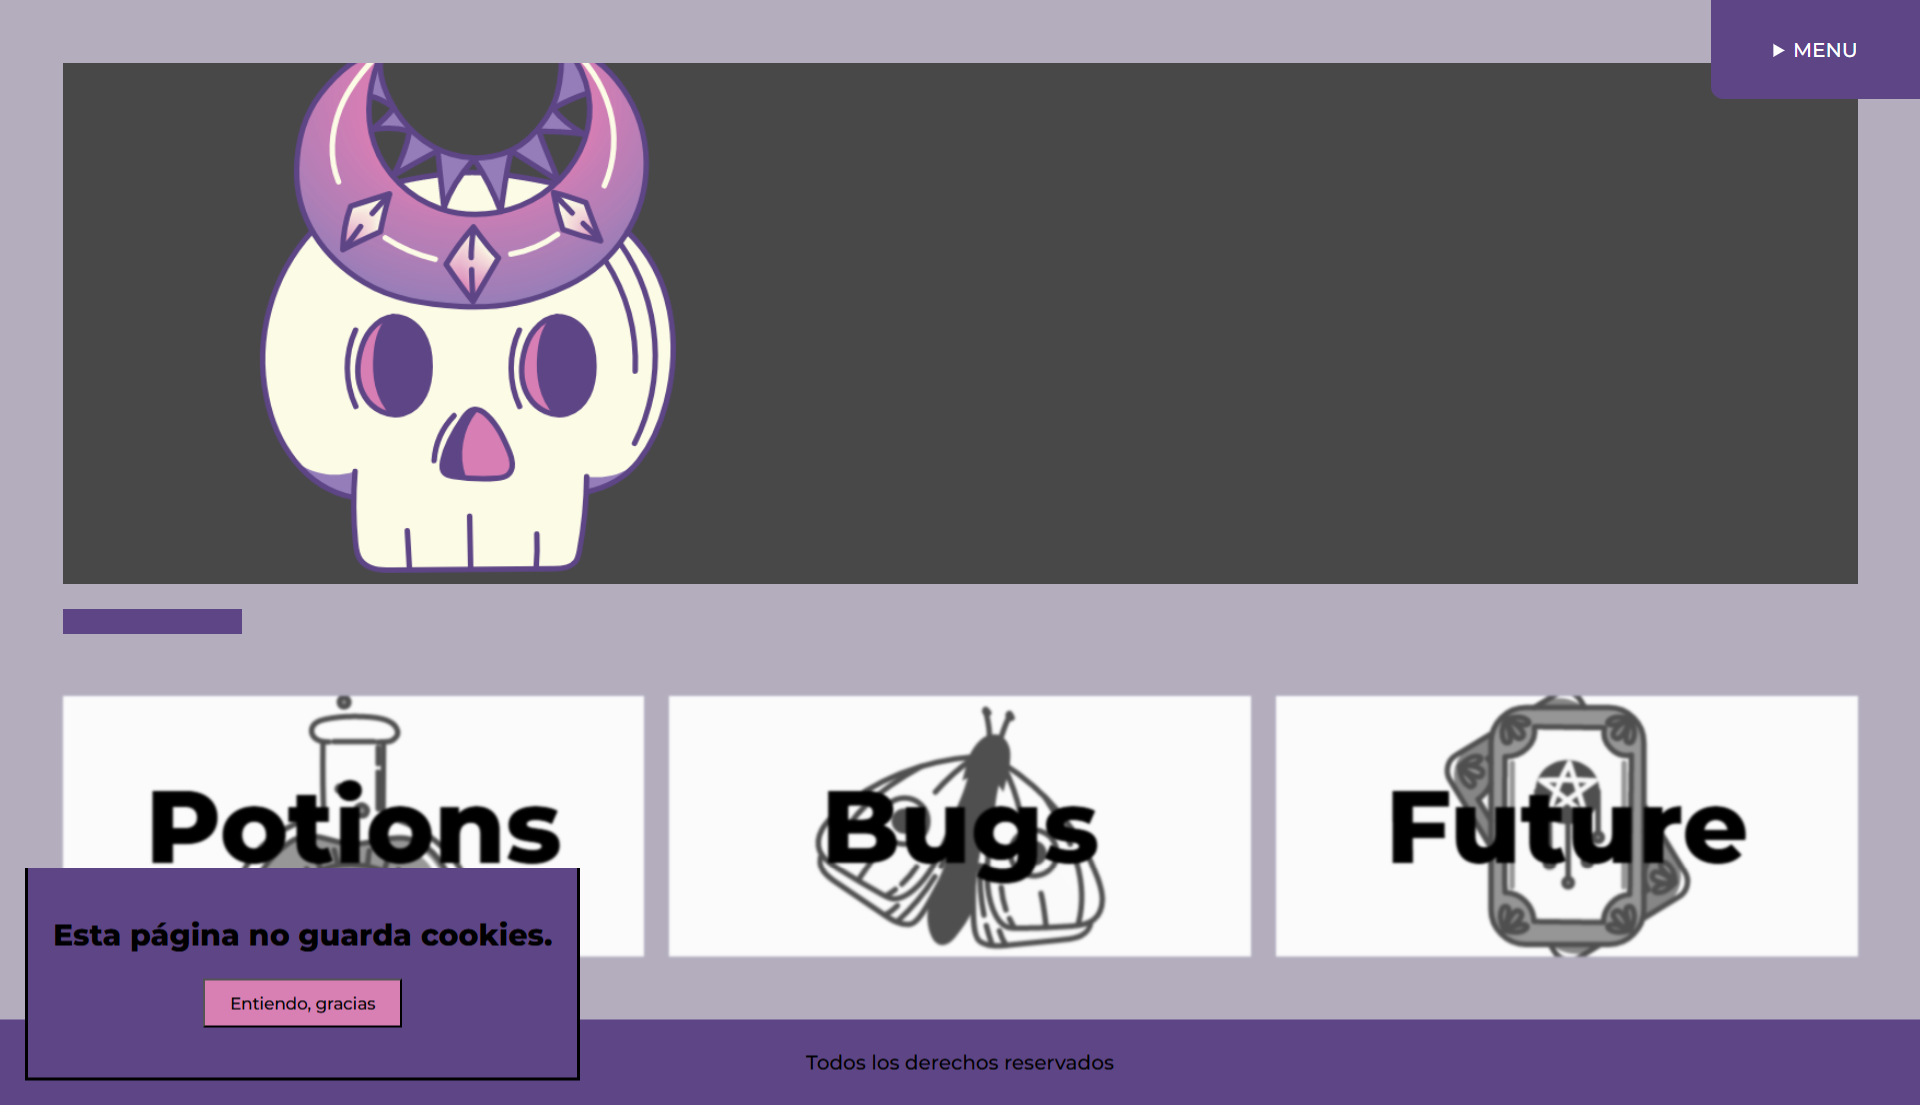 MENU
Potions
Bugs
Future
Esta página no guarda cookies.
Entiendo, gracias
Todos los derechos reservados